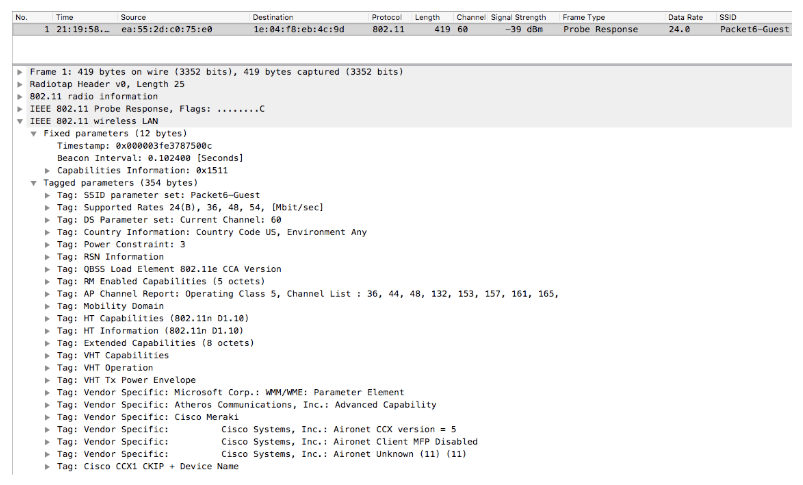 No. Time Source Destination Protocol Length Channel Signal Strength Frame Type Data Rate SSID
1 21:19:58… ea:55:2d:c0:75:e0 1e:04:f8:eb:4c:9d 802.11 419 60 -39 dBm Probe Response 24.0 Packet6-Guest
Frame 1: 419 bytes on wire (3352 bits), 419 bytes captured (3352 bits)
Radiotap Header v0, Length 25
802.11 radio information
IEEE 802.11 Probe Response, Flags: ........C
IEEE 802.11 wireless LAN
Fixed parameters (12 bytes)
Timestamp: 0x000003fe3787500c
Beacon Interval: 0.102400 [Seconds]
Capabilities Information: 0x1511
Tagged parameters (354 bytes)
Tag: SSID parameter set: Packet6-Guest
Tag: Supported Rates 24(B), 36, 48, 54, [Mbit/sec]
Tag: DS Parameter set: Current Channel: 60
Tag: Country Information: Country Code US, Environment Any
Tag: Power Constraint: 3
Tag: RSN Information
Tag: QBSS Load Element 802.11e CCA Version
Tag: RM Enabled Capabilities (5 octets)
Tag: AP Channel Report: Operating Class 5, Channel List : 36, 44, 48, 132, 153, 157, 161, 165,
Tag: Mobility Domain
Tag: HT Capabilities (802.11n D1.10)
Tag: HT Information (802.11n D1.10)
Tag: Extended Capabilities (8 octets)
Tag: VHT Capabilities
Tag: VHT Operation
Tag: VHT Tx Power Envelope
Tag: Vendor Specific: Microsoft Corp.: WMM/WME: Parameter Element
Tag: Vendor Specific: Atheros Communications, Inc.: Advanced Capability
Tag: Vendor Specific: Cisco Meraki
Tag: Vendor Specific: Cisco Systems, Inc.: Aironet CCX version = 5
Tag: Vendor Specific: Cisco Systems, Inc.: Aironet Client MFP Disabled
Tag: Vendor Specific: Cisco Systems, Inc.: Aironet Unknown (11) (11)
Tag: Cisco CCX1 CKIP + Device Name